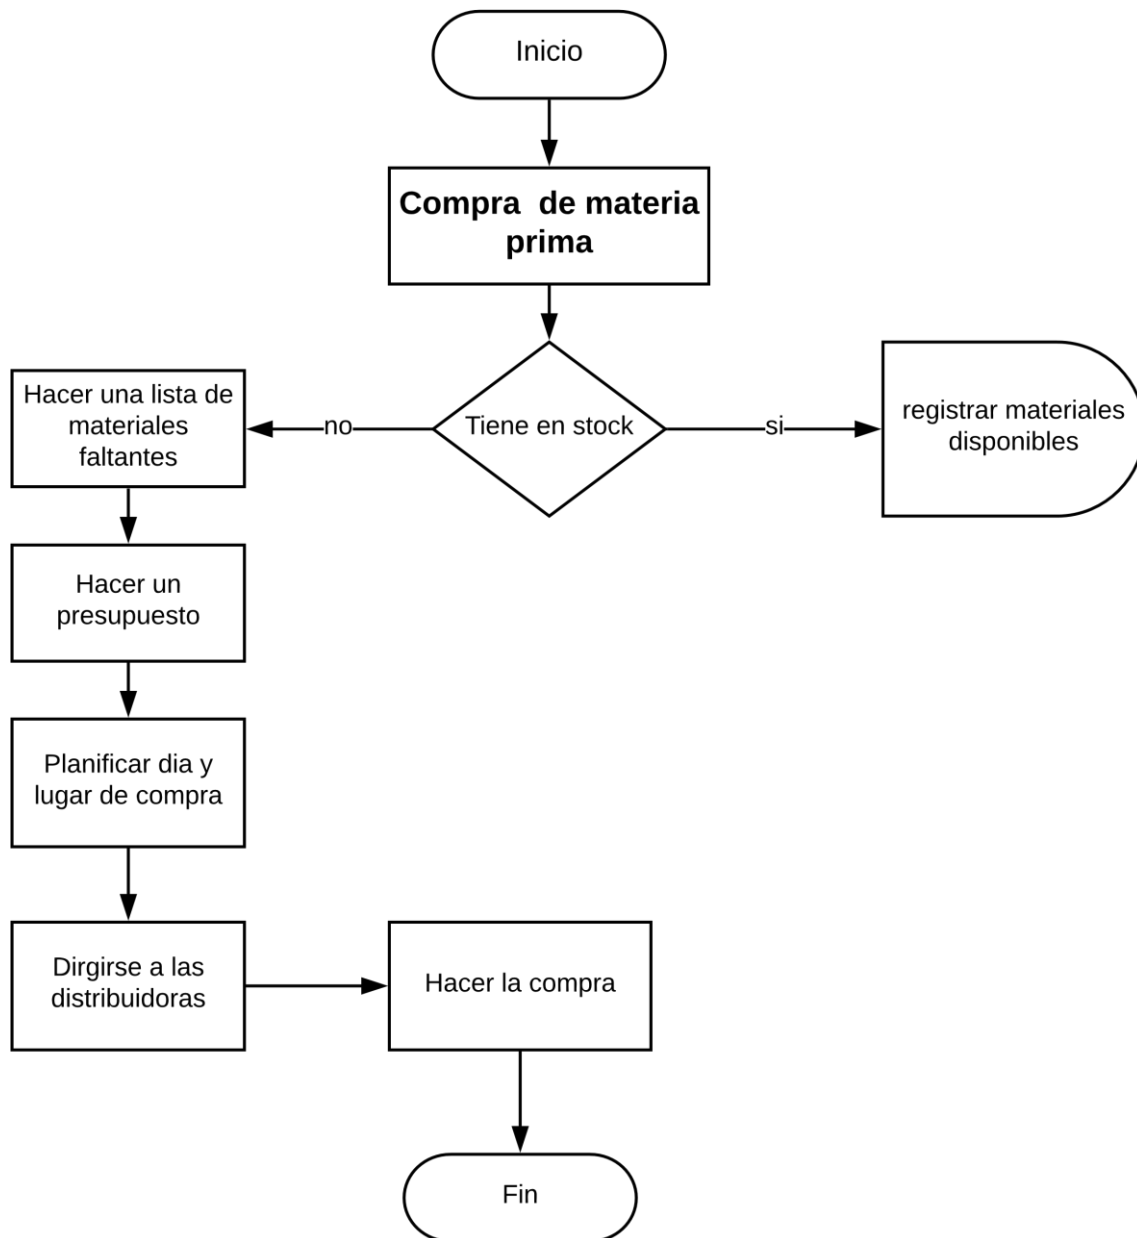 Inicio
Compra  de materia
prima
Tiene en stock
no
si
Hacer una lista de
materiales
faltantes
registrar materiales
disponibles
Hacer un
presupuesto
Planificar dia y
lugar de compra
Dirgirse a las
distribuidoras
Hacer la compra
Fin